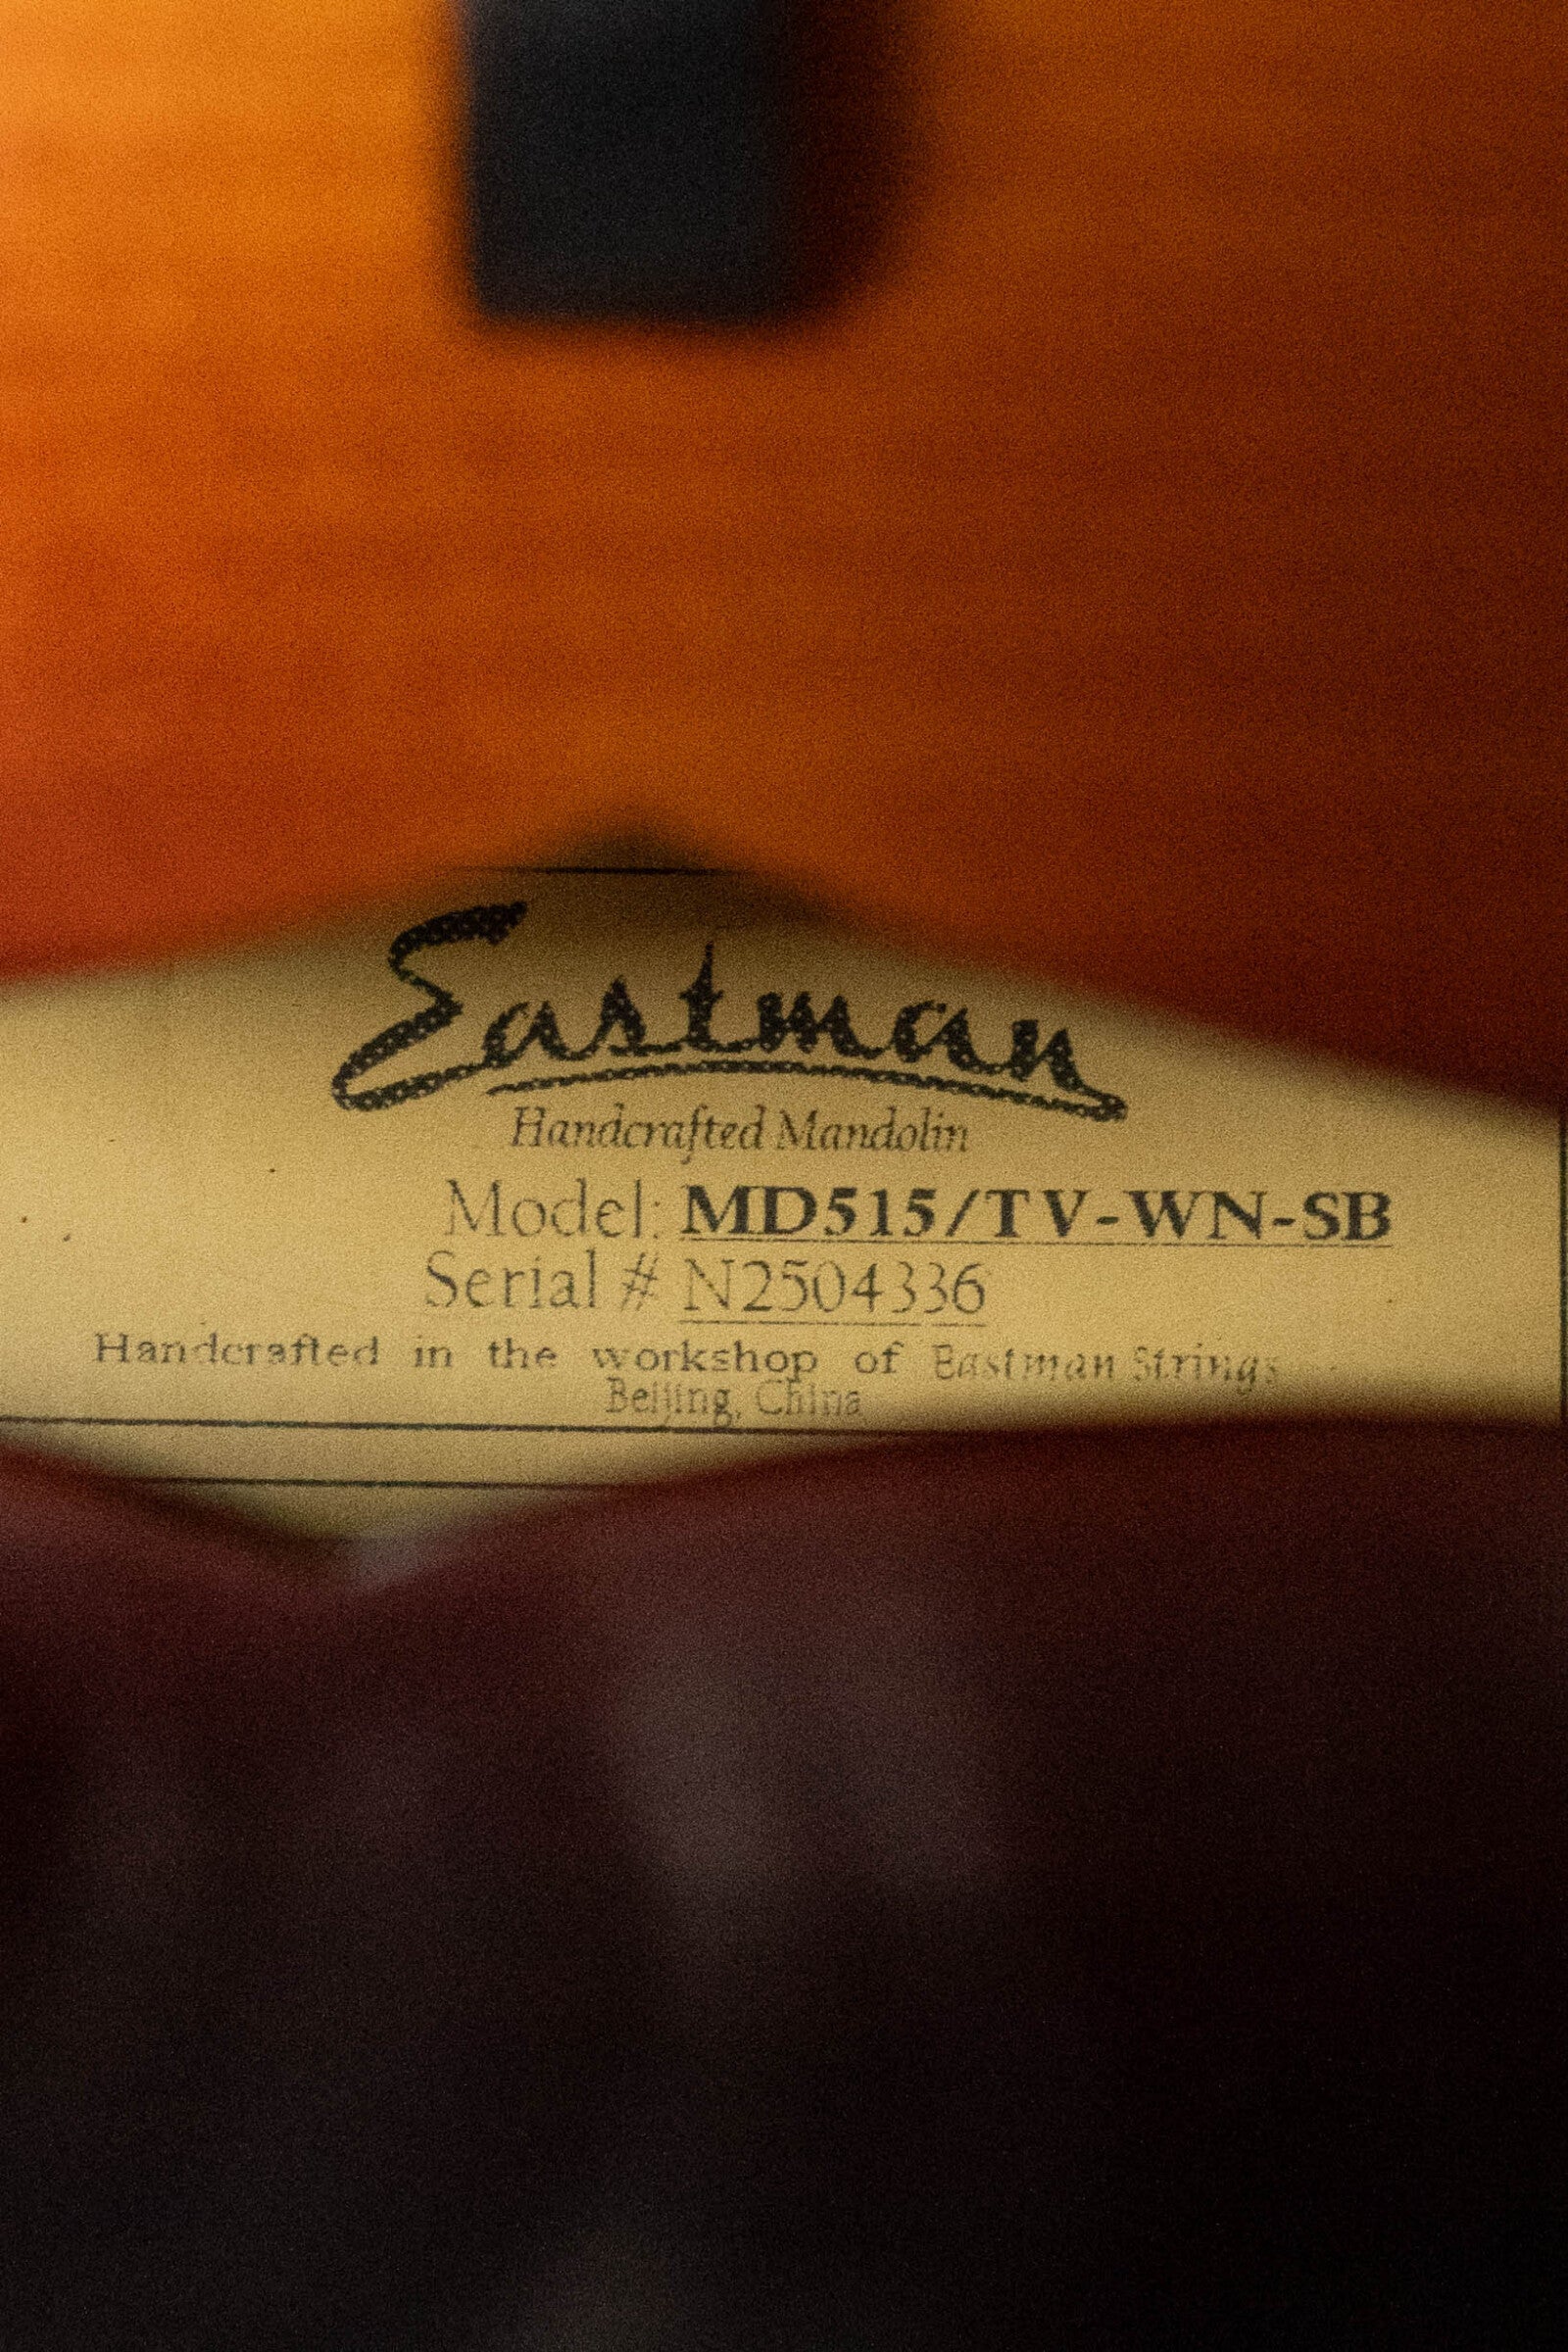 Eastman
Handcrafted Mandolin
Model: MD515/TV-WN-SB
Serial # N2504336
Handcrafted in the workshop of Eastman Strings
Beijing, China